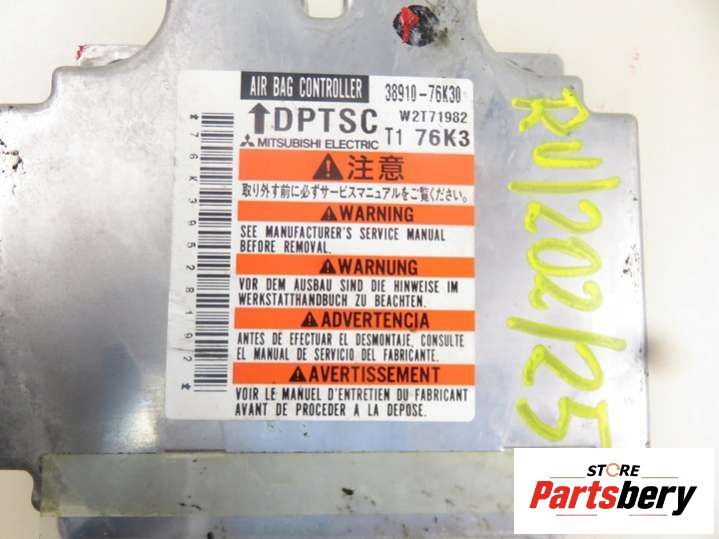 AIR BAG CONTROLLER 38910-76K30
↑DPTSC W2T71982
MITSUBISHI ELECTRIC T1 76K3
注意
取り外す前に必ずサービスマニュアルをご覧ください。
WARNING
SEE MANUFACTURER'S SERVICE MANUAL
BEFORE REMOVAL.
WARNUNG
VOR DEM AUSBAU SIND DIE HINWEISE IM
WERKSTATTHANDBUCH ZU BEACHTEN.
ADVERTENCIA
ANTES DE EFECTUAR EL DESMONTAJE, CONSULTE
EL MANUAL DE SERVICIO DEL FABRICANTE.
AVERTISSEMENT
VOIR LE MANUEL D'ENTRETIEN DU FABRICANT
AVANT DE PROCEDER A LA DEPOSE.
*76K39528192*
RU/202/25
STORE
Partsbery